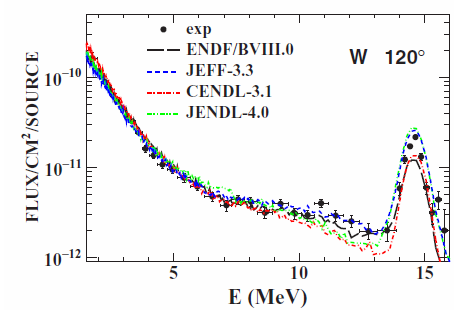 exp
ENDF/BVIII.0
JEFF-3.3
CENDL-3.1
JENDL-4.0
W 120°
FLUX/CM²/SOURCE
10⁻¹⁰
10⁻¹¹
10⁻¹²
5 10 15
E (MeV)